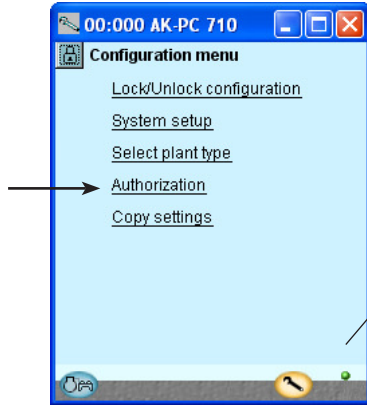 00:000 AK-PC 710
Configuration menu
Lock/Unlock configuration
System setup
Select plant type
Authorization
Copy settings